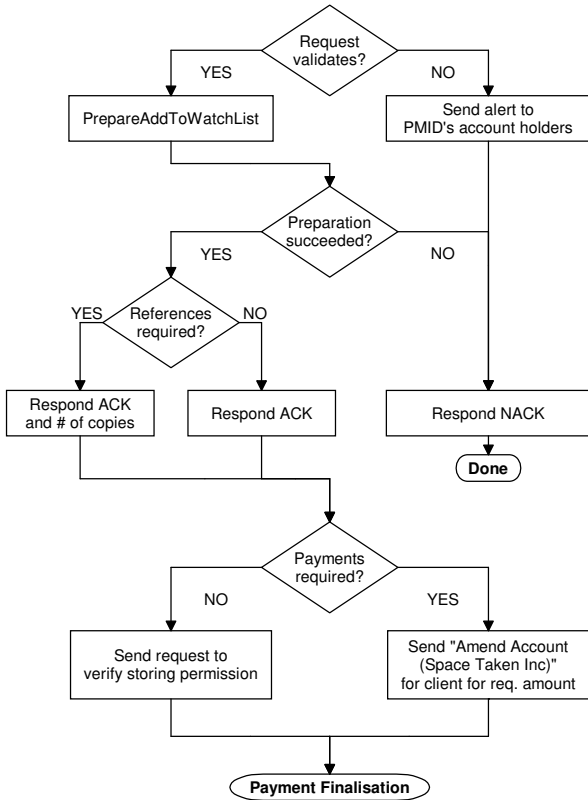 Request
validates?
YES
NO
PrepareAddToWatchList
Send alert to
PMID's account holders
Preparation
succeeded?
YES
NO
References
required?
YES
NO
Respond ACK
and # of copies
Respond ACK
Respond NACK
Done
Payments
required?
NO
YES
Send request to
verify storing permission
Send "Amend Account
(Space Taken Inc)"
for client for req. amount
Payment Finalisation